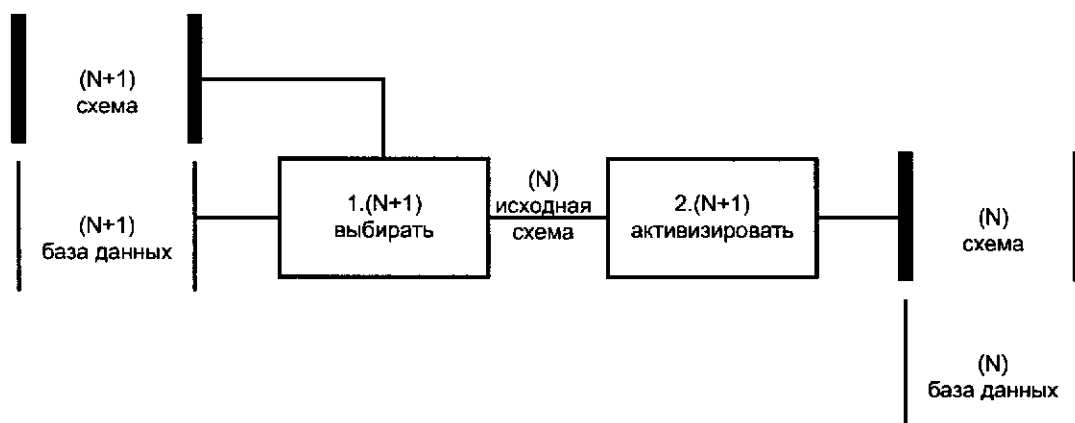 (N+1)
схема
(N+1)
база данных
1.(N+1)
выбирать
(N)
исходная
схема
2.(N+1)
активизировать
(N)
схема
(N)
база данных